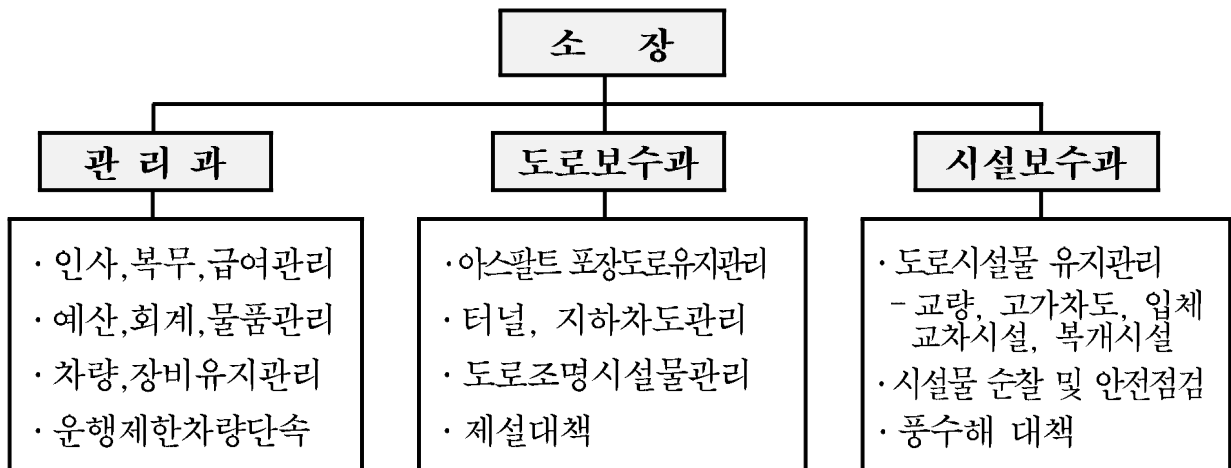 소 장
관 리 과
· 인사,복무,급여관리
· 예산,회계,물품관리
· 차량,장비유지관리
· 운행제한차량단속
도로보수과
· 아스팔트 포장도로유지관리
· 터널, 지하차도관리
· 도로조명시설물관리
· 제설대책
시설보수과
· 도로시설물 유지관리
- 교량, 고가차도, 입체
교차시설, 복개시설
· 시설물 순찰 및 안전점검
· 풍수해 대책